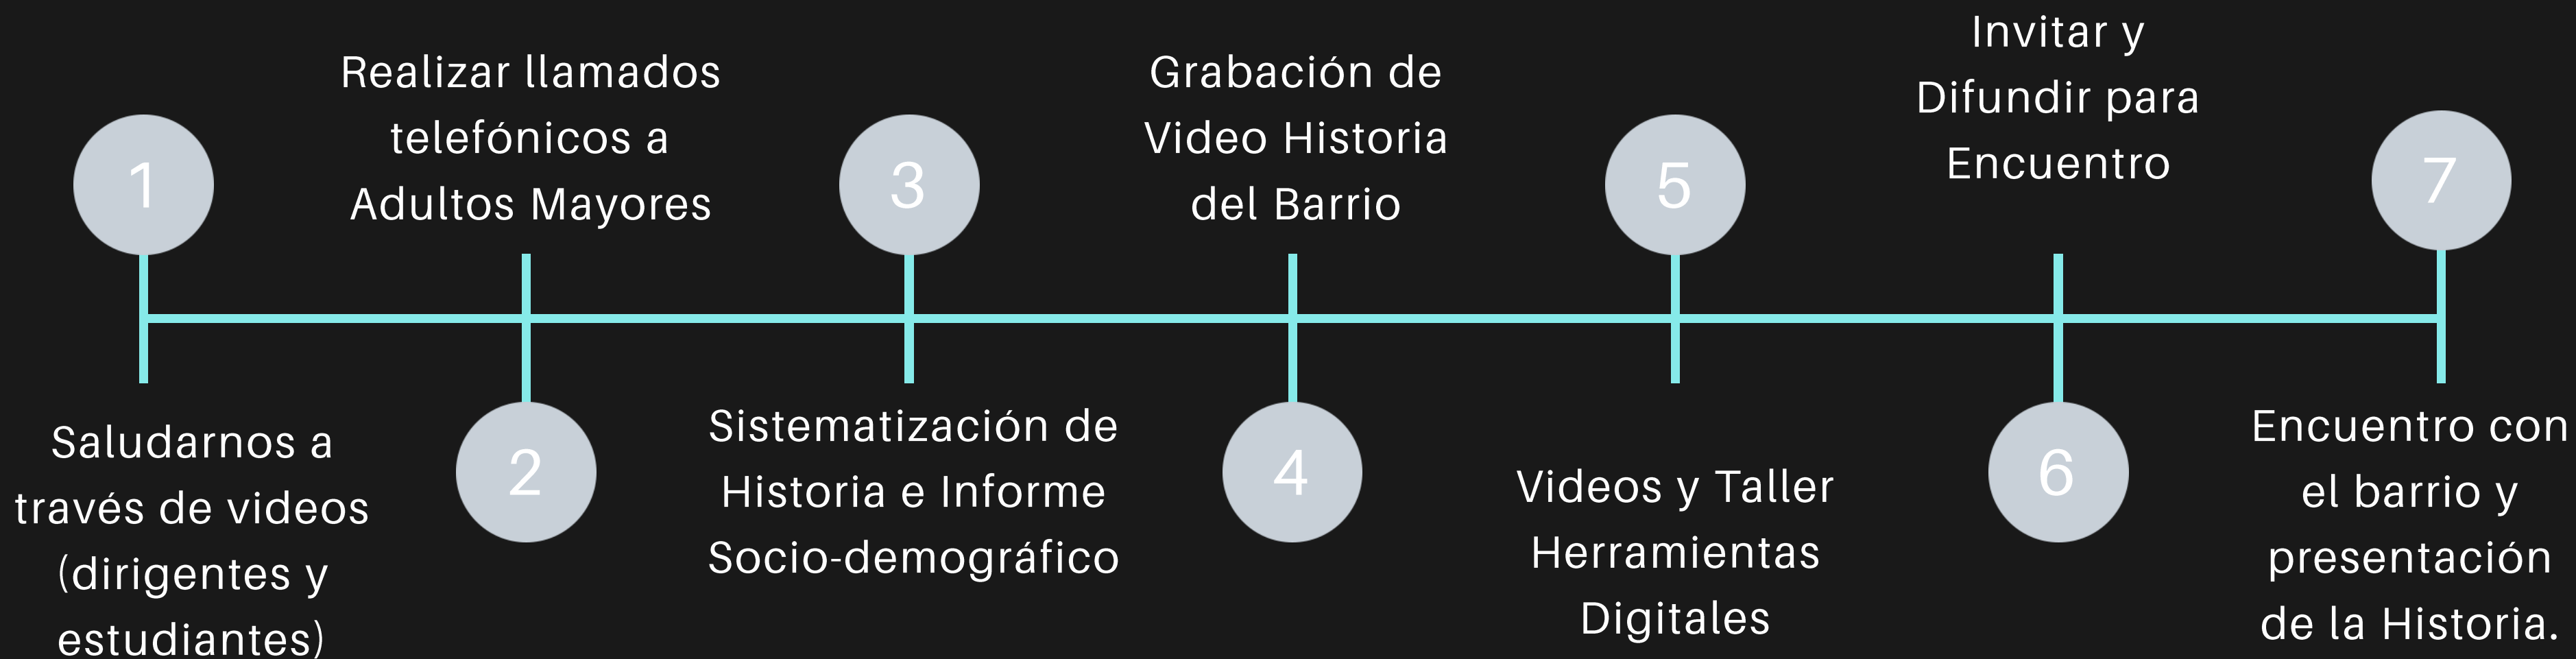 1
Saludarnos a
través de videos
(dirigentes y
estudiantes)
Realizar llamados
telefónicos a
Adultos Mayores
2
3
Sistematización de
Historia e Informe
Socio-demográfico
Grabación de
Video Historia
del Barrio
4
5
Videos y Taller
Herramientas
Digitales
Invitar y
Difundir para
Encuentro
6
7
Encuentro con
el barrio y
presentación
de la Historia.